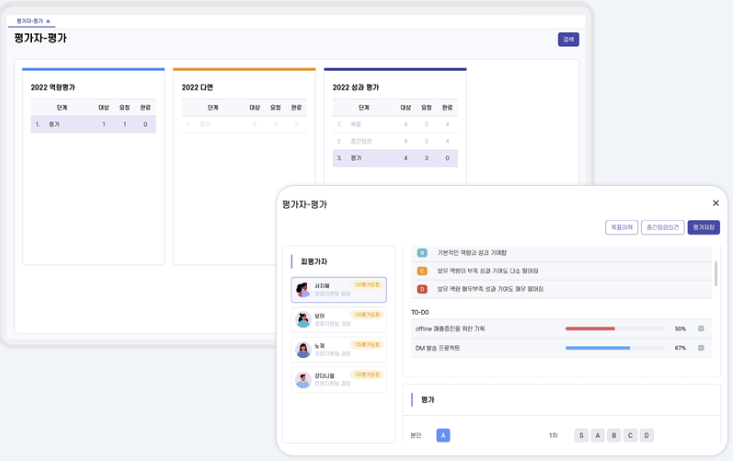 평가자-평가 ×
평가자-평가
검색
2022 역량평가
단계 대상 요청 완료
1. 평가 1 1 0
2022 다면
단계 대상 요청 완료
1. 평가 3 0 3
2022 성과 평가
단계 대상 요청 완료
1. 목표 4 0 4
2. 중간점검 4 0 4
3. 평가 4 3 0
평가자-평가
목표이력 중간점검의견 평가저장
피평가자
서지혜 1차평가요청
경영지원팀 팀장
보아 1차평가요청
경영지원팀 과장
노제 1차평가요청
경영지원팀 과장
강다니엘 1차평가요청
경영지원팀 대리
B 기본적인 역량과 성과 기여함
C 보유 역량이 부족 성과 기여도 다소 떨어짐
D 보유 역량 매우부족 성과 기여도 매우 떨어짐
TO-DO
offline 매출증진을 위한 기획 50%
DM 발송 프로젝트 67%
평가
본인 A 1차 S A B C D